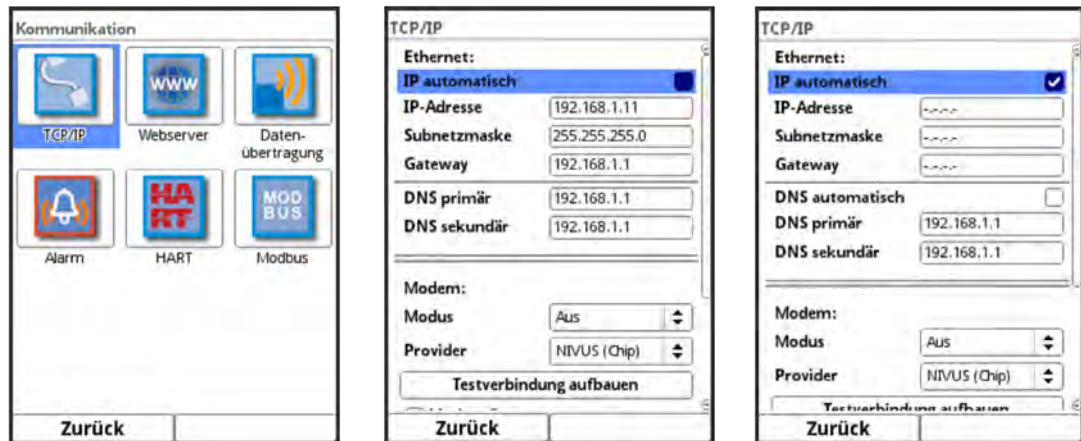 Kommunikation
www
TCP/IP
Webserver
Daten-
übertragung
HA
RT
MOD
BUS
Alarm
HART
Modbus
Zurück
TCP/IP
Ethernet:
IP automatisch
IP-Adresse 192.168.1.11
Subnetzmaske 255.255.255.0
Gateway 192.168.1.1
DNS primär 192.168.1.1
DNS sekundär 192.168.1.1
Modem:
Modus Aus
Provider NIVUS (Chip)
Testverbindung aufbauen
Zurück
TCP/IP
Ethernet:
IP automatisch
IP-Adresse -.-.-.-
Subnetzmaske -.-.-.-
Gateway -.-.-.-
DNS automatisch
DNS primär 192.168.1.1
DNS sekundär 192.168.1.1
Modem:
Modus Aus
Provider NIVUS (Chip)
Testverbindung aufbauen
Zurück